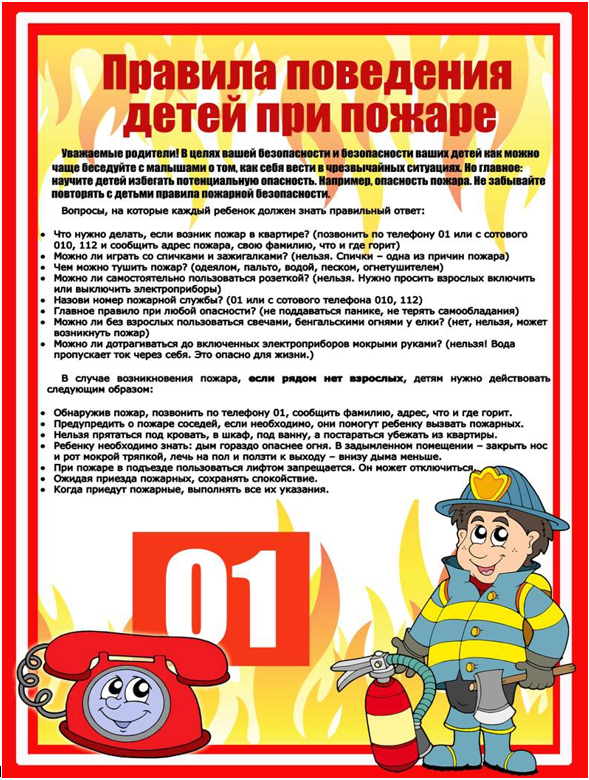 Правила поведения
детей при пожаре
Уважаемые родители! В целях вашей безопасности и безопасности ваших детей как можно
чаще беседуйте с малышами о том, как себя вести в чрезвычайных ситуациях. Но главное:
научите детей избегать потенциальную опасность. Например, опасность пожара. Не забывайте
повторять с детьми правила пожарной безопасности.
Вопросы, на которые каждый ребенок должен знать правильный ответ:
• Что нужно делать, если возник пожар в квартире? (позвонить по телефону 01 или с сотового
010, 112 и сообщить адрес пожара, свою фамилию, что и где горит)
• Можно ли играть со спичками и зажигалками? (нельзя. Спички – одна из причин пожара)
• Чем можно тушить пожар? (одеялом, пальто, водой, песком, огнетушителем)
• Можно ли самостоятельно пользоваться розеткой? (нельзя. Нужно просить взрослых включить
или выключить электроприборы)
• Назови номер пожарной службы? (01 или с сотового телефона 010, 112)
• Главное правило при любой опасности? (не поддаваться панике, не терять самообладания)
• Можно ли без взрослых пользоваться свечами, бенгальскими огнями у елки? (нет, нельзя, может
возникнуть пожар)
• Можно ли дотрагиваться до включенных электроприборов мокрыми руками? (нельзя! Вода
пропускает ток через себя. Это опасно для жизни.)
В случае возникновения пожара, если рядом нет взрослых, детям нужно действовать
следующим образом:
• Обнаружив пожар, позвонить по телефону 01, сообщить фамилию, адрес, что и где горит.
• Предупредить о пожаре соседей, если необходимо, они помогут ребенку вызвать пожарных.
• Нельзя прятаться под кровать, в шкаф, под ванну, а постараться убежать из квартиры.
• Ребенку необходимо знать: дым гораздо опаснее огня. В задымленном помещении – закрыть нос
и рот мокрой тряпкой, лечь на пол и ползти к выходу – внизу дыма меньше.
• При пожаре в подъезде пользоваться лифтом запрещается. Он может отключиться.
• Ожидая приезда пожарных, сохранять спокойствие.
• Когда приедут пожарные, выполнять все их указания.
01